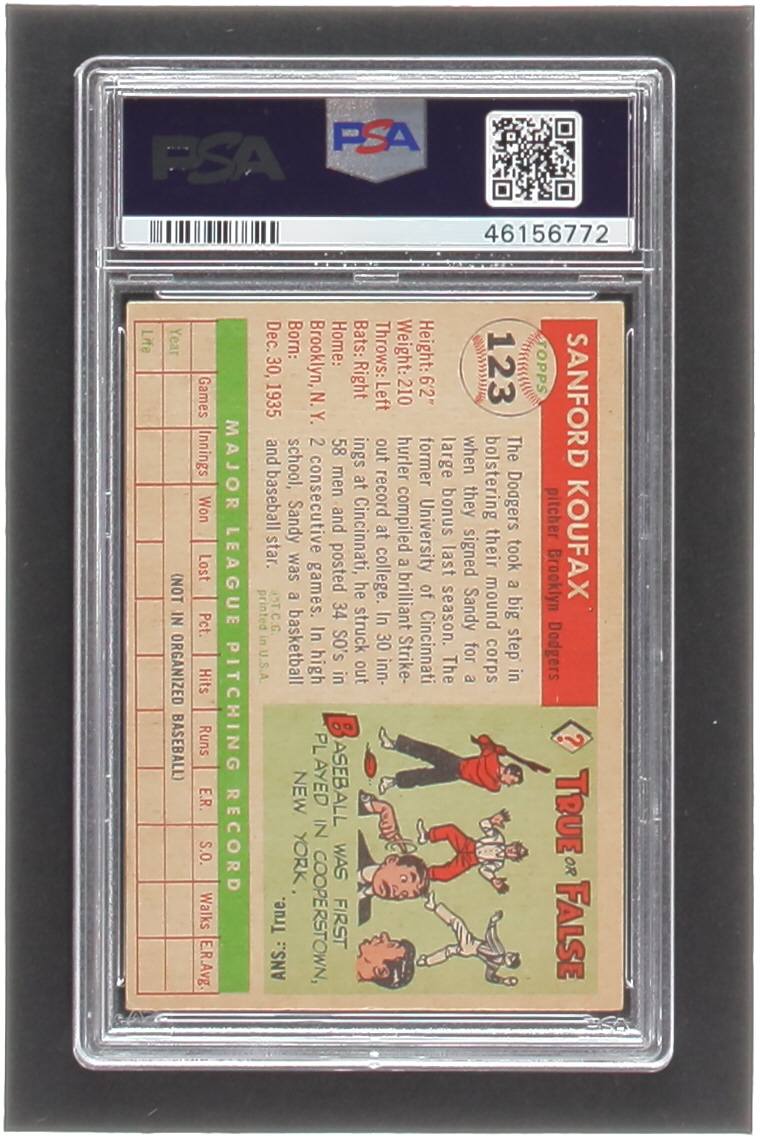 PSA
PSA
46156772
TOPPS
123
SANFORD KOUFAX
pitcher Brooklyn Dodgers
Height: 6'2"
Weight: 210
Throws: Left
Bats: Right
Home:
Brooklyn, N. Y.
Born:
Dec. 30, 1935
The Dodgers took a big step in
bolstering their mound corps
when they signed Sandy for a
large bonus last season. The
former University of Cincinnati
hurler compiled a brilliant Strike-
out record at college. In 30 inn-
ings at Cincinnati, he struck out
58 men and posted 34 SO's in
2 consecutive games. In high
school, Sandy was a basketball
and baseball star.
T.C.G.
printed in U.S.A.
?
TRUE OR FALSE
BASEBALL WAS FIRST
PLAYED IN COOPERSTOWN,
NEW YORK.
ANS.: True.
MAJOR LEAGUE PITCHING RECORD
Games Innings Won Lost Pct. Hits Runs E.R. S.O. Walks E.R.Avg.
Year
(NOT IN ORGANIZED BASEBALL)
Life